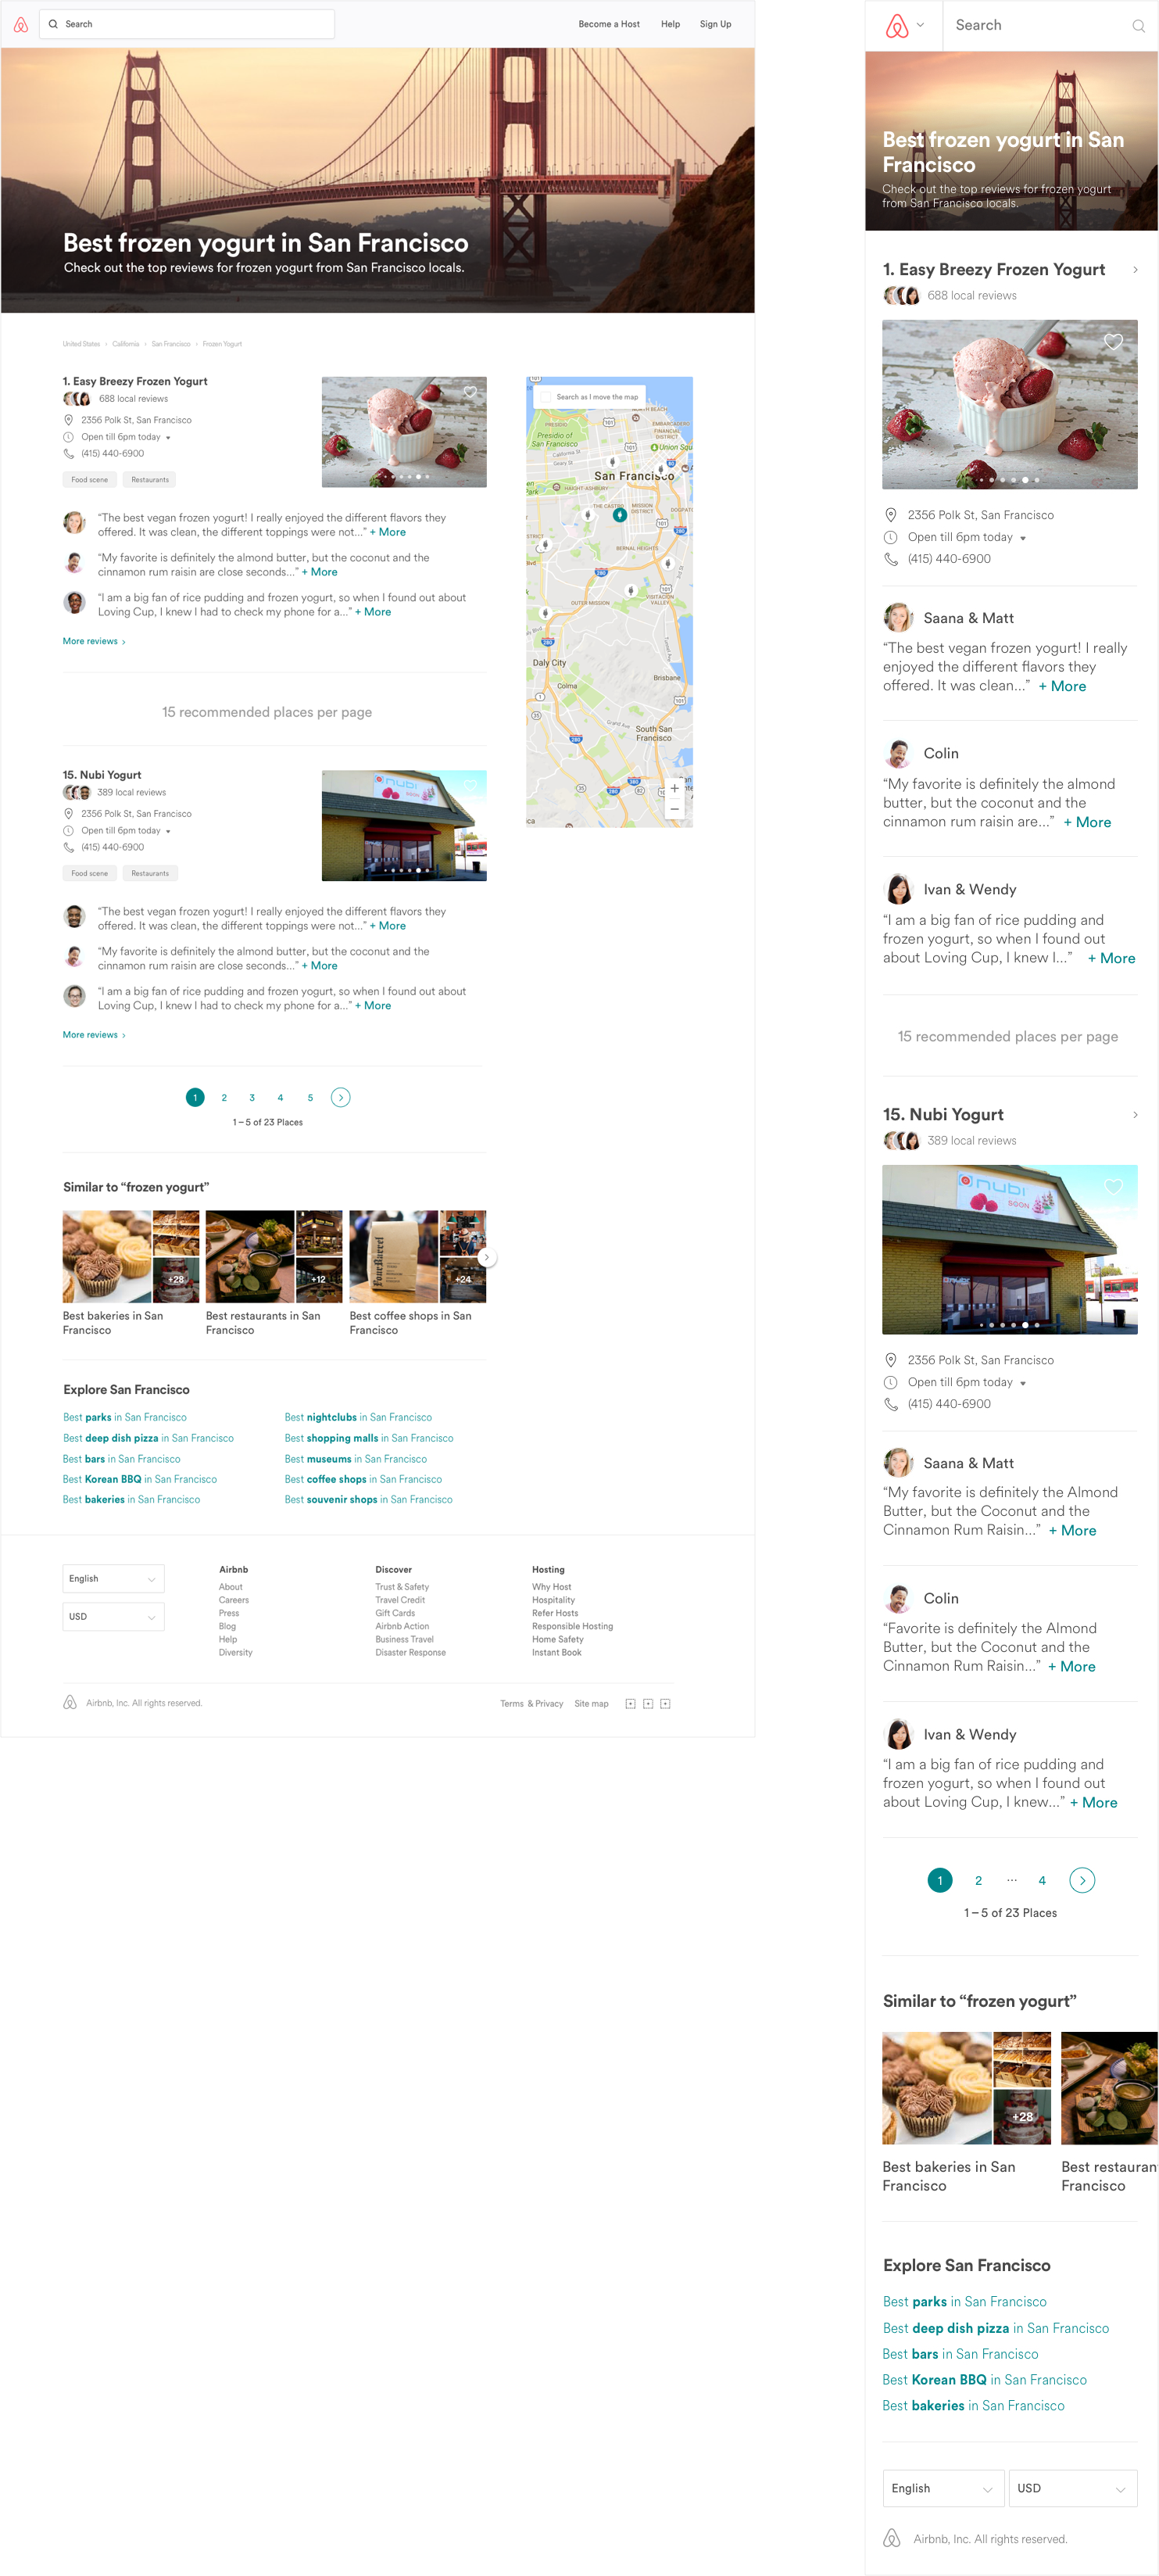 Search
Become a Host Help Sign Up
Best frozen yogurt in San Francisco
Check out the top reviews for frozen yogurt from San Francisco locals.
United States › California › San Francisco › Frozen Yogurt
1. Easy Breezy Frozen Yogurt
688 local reviews
2356 Polk St, San Francisco
Open till 6pm today
(415) 440-6900
Food scene Restaurants
“The best vegan frozen yogurt! I really enjoyed the different flavors they
offered. It was clean, the different toppings were not...” + More
“My favorite is definitely the almond butter, but the coconut and the
cinnamon rum raisin are close seconds...” + More
“I am a big fan of rice pudding and frozen yogurt, so when I found out about
Loving Cup, I knew I had to check my phone for a...” + More
More reviews ›
Search as I move the map
Presidio of
San Francisco
California St
Geary St
EMBARCADERO
FINANCIAL
DISTRICT
Union Square
San Francisco
HAIGHT-ASHBURY
THE CASTRO
MISSION
DISTRICT
BERNAL HEIGHTS
OUTER MISSION
VISITACION
VALLEY
Daly City
Brisbane
Colma
Grand Ave
South San
Francisco
15 recommended places per page
15. Nubi Yogurt
389 local reviews
2356 Polk St, San Francisco
Open till 6pm today
(415) 440-6900
Food scene Restaurants
nubi
“The best vegan frozen yogurt! I really enjoyed the different flavors they
offered. It was clean, the different toppings were not...” + More
“My favorite is definitely the almond butter, but the coconut and the
cinnamon rum raisin are close seconds...” + More
“I am a big fan of rice pudding and frozen yogurt, so when I found out about
Loving Cup, I knew I had to check my phone for a...” + More
More reviews ›
1 2 3 4 5
1 – 5 of 23 Places
Similar to “frozen yogurt”
+28
+12
FourBarrel
+24
Best bakeries in San
Francisco
Best restaurants in San
Francisco
Best coffee shops in San
Francisco
Explore San Francisco
Best parks in San Francisco
Best deep dish pizza in San Francisco
Best bars in San Francisco
Best Korean BBQ in San Francisco
Best bakeries in San Francisco
Best nightclubs in San Francisco
Best shopping malls in San Francisco
Best museums in San Francisco
Best coffee shops in San Francisco
Best souvenir shops in San Francisco
English
USD
Airbnb
About
Careers
Press
Blog
Help
Diversity
Discover
Trust & Safety
Travel Credit
Gift Cards
Airbnb Action
Business Travel
Disaster Response
Hosting
Why Host
Hospitality
Refer Hosts
Responsible Hosting
Home Safety
Instant Book
Airbnb, Inc. All rights reserved.
Terms & Privacy Site map
Search
Best frozen yogurt in San
Francisco
Check out the top reviews for frozen yogurt
from San Francisco locals.
1. Easy Breezy Frozen Yogurt
688 local reviews
2356 Polk St, San Francisco
Open till 6pm today
(415) 440-6900
Saana & Matt
“The best vegan frozen yogurt! I really
enjoyed the different flavors they
offered. It was clean...” + More
Colin
“My favorite is definitely the almond
butter, but the coconut and the
cinnamon rum raisin are...” + More
Ivan & Wendy
“I am a big fan of rice pudding and
frozen yogurt, so when I found out
about Loving Cup, I knew I...” + More
15 recommended places per page
15. Nubi Yogurt
389 local reviews
nubi
SOON
2356 Polk St, San Francisco
Open till 6pm today
(415) 440-6900
Saana & Matt
“My favorite is definitely the Almond
Butter, but the Coconut and the
Cinnamon Rum Raisin...” + More
Colin
“Favorite is definitely the Almond
Butter, but the Coconut and the
Cinnamon Rum Raisin...” + More
Ivan & Wendy
“I am a big fan of rice pudding and
frozen yogurt, so when I found out
about Loving Cup, I knew...” + More
1 2 ... 4
1 – 5 of 23 Places
Similar to “frozen yogurt”
+28
Best bakeries in San
Francisco
Best restauran
Francisco
Explore San Francisco
Best parks in San Francisco
Best deep dish pizza in San Francisco
Best bars in San Francisco
Best Korean BBQ in San Francisco
Best bakeries in San Francisco
English
USD
Airbnb, Inc. All rights reserved.